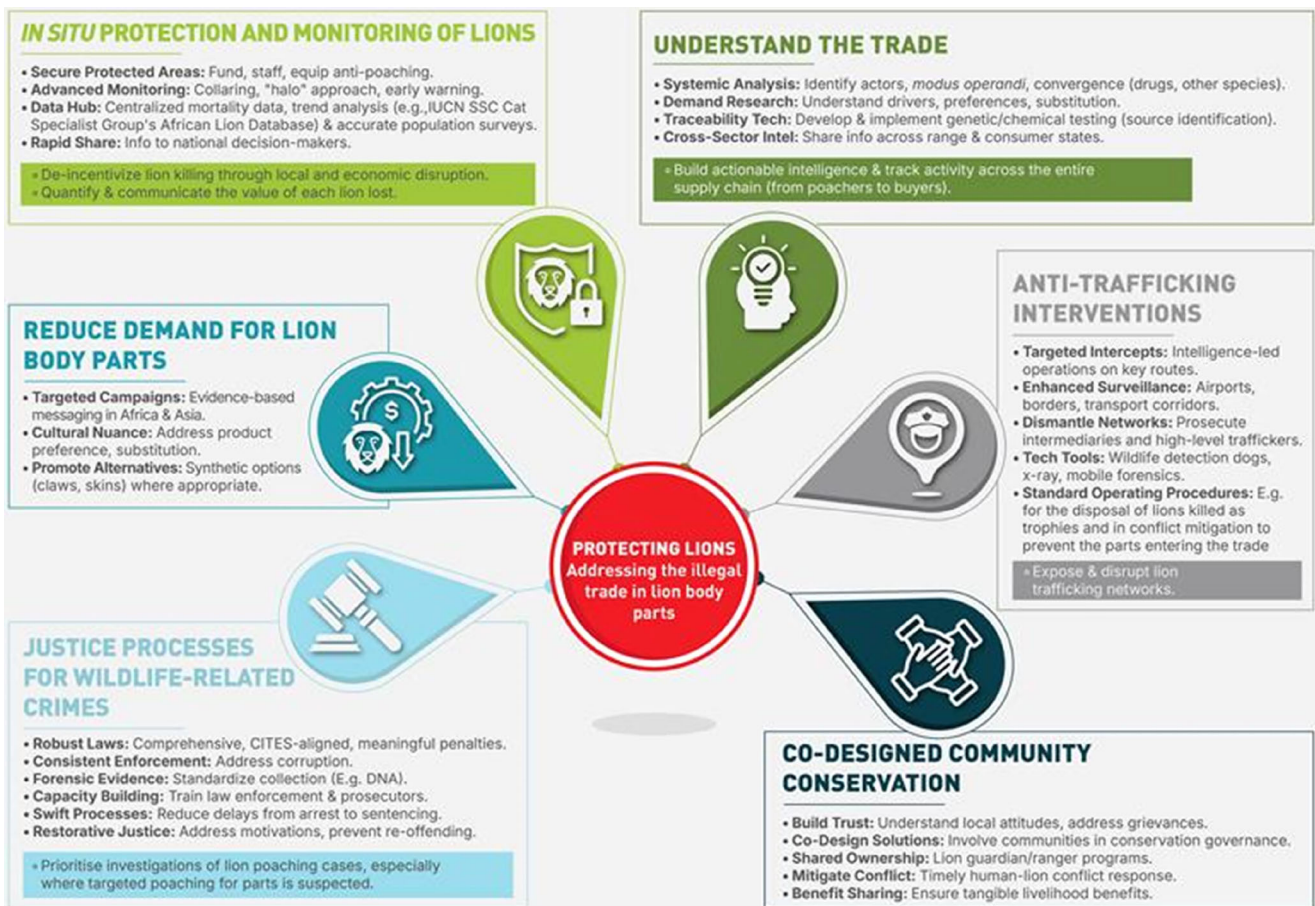 IN SITU PROTECTION AND MONITORING OF LIONS
• Secure Protected Areas: Fund, staff, equip anti-poaching.
• Advanced Monitoring: Collaring, "halo" approach, early warning.
• Data Hub: Centralized mortality data, trend analysis (e.g.,IUCN SSC Cat
Specialist Group's African Lion Database) & accurate population surveys.
• Rapid Share: Info to national decision-makers.
• De-incentivize lion killing through local and economic disruption.
• Quantify & communicate the value of each lion lost.
UNDERSTAND THE TRADE
• Systemic Analysis: Identify actors, modus operandi, convergence (drugs, other species).
• Demand Research: Understand drivers, preferences, substitution.
• Traceability Tech: Develop & implement genetic/chemical testing (source identification).
• Cross-Sector Intel: Share info across range & consumer states.
• Build actionable intelligence & track activity across the entire
supply chain (from poachers to buyers).
REDUCE DEMAND FOR LION
BODY PARTS
• Targeted Campaigns: Evidence-based
messaging in Africa & Asia.
• Cultural Nuance: Address product
preference, substitution.
• Promote Alternatives: Synthetic options
(claws, skins) where appropriate.
$
ANTI-TRAFFICKING
INTERVENTIONS
• Targeted Intercepts: Intelligence-led
operations on key routes.
• Enhanced Surveillance: Airports,
borders, transport corridors.
• Dismantle Networks: Prosecute
intermediaries and high-level traffickers.
• Tech Tools: Wildlife detection dogs,
x-ray, mobile forensics.
• Standard Operating Procedures: E.g.
for the disposal of lions killed as
trophies and in conflict mitigation to
prevent the parts entering the trade
• Expose & disrupt lion
trafficking networks.
PROTECTING LIONS
Addressing the illegal
trade in lion body
parts
JUSTICE PROCESSES
FOR WILDLIFE-RELATED
CRIMES
• Robust Laws: Comprehensive, CITES-aligned, meaningful penalties.
• Consistent Enforcement: Address corruption.
• Forensic Evidence: Standardize collection (E.g. DNA).
• Capacity Building: Train law enforcement & prosecutors.
• Swift Processes: Reduce delays from arrest to sentencing.
• Restorative Justice: Address motivations, prevent re-offending.
• Prioritise investigations of lion poaching cases, especially
where targeted poaching for parts is suspected.
CO-DESIGNED COMMUNITY
CONSERVATION
• Build Trust: Understand local attitudes, address grievances.
• Co-Design Solutions: Involve communities in conservation governance.
• Shared Ownership: Lion guardian/ranger programs.
• Mitigate Conflict: Timely human-lion conflict response.
• Benefit Sharing: Ensure tangible livelihood benefits.